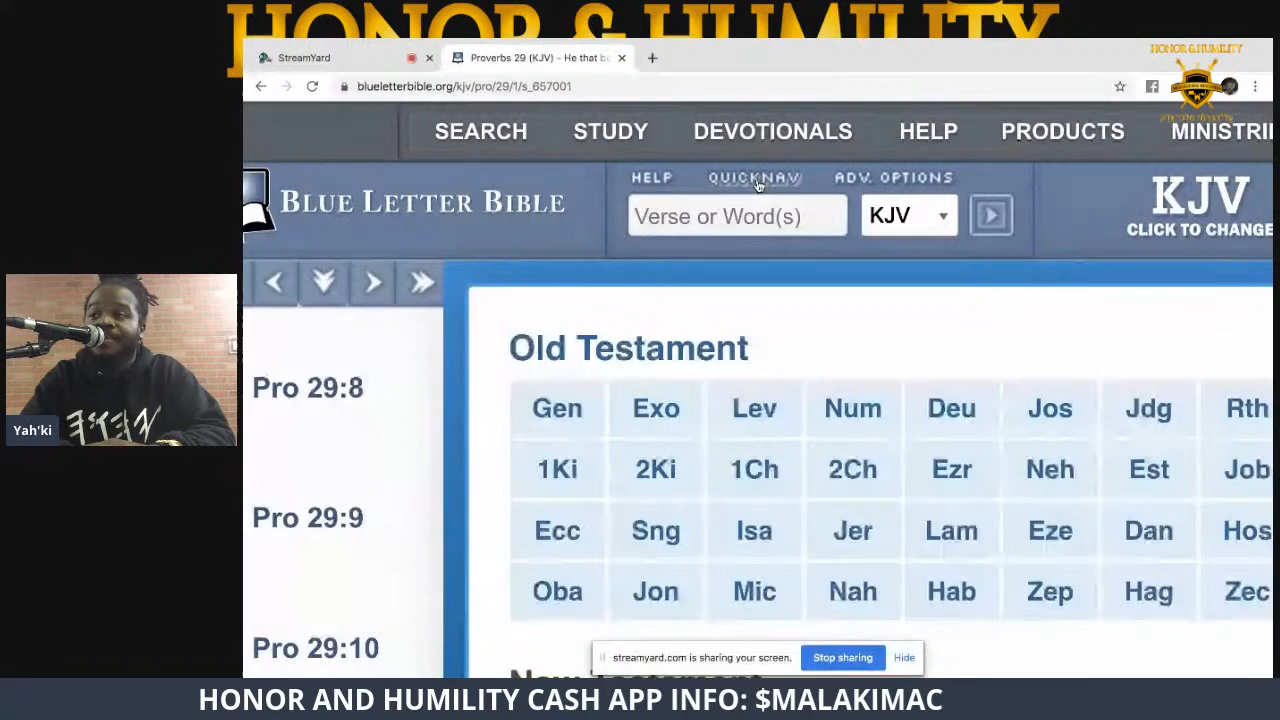 HONOR & HUMILITY
StreamYard
Proverbs 29 (KJV) - He that be
HONOR & HUMILITY
blueletterbible.org/kjv/pro/29/1/s_657001
SEARCH STUDY DEVOTIONALS HELP PRODUCTS MINISTRI
HELP QUICKNAV ADV. OPTIONS
BLUE LETTER BIBLE
Verse or Word(s) KJV
KJV
CLICK TO CHANGE
Old Testament
Pro 29:8
Gen Exo Lev Num Deu Jos Jdg Rth
1Ki 2Ki 1Ch 2Ch Ezr Neh Est Job
Yah'ki
Pro 29:9
Ecc Sng Isa Jer Lam Eze Dan Hos
Oba Jon Mic Nah Hab Zep Hag Zec
Pro 29:10
streamyard.com is sharing your screen. Stop sharing Hide
HONOR AND HUMILITY CASH APP INFO: $MALAKIMAC